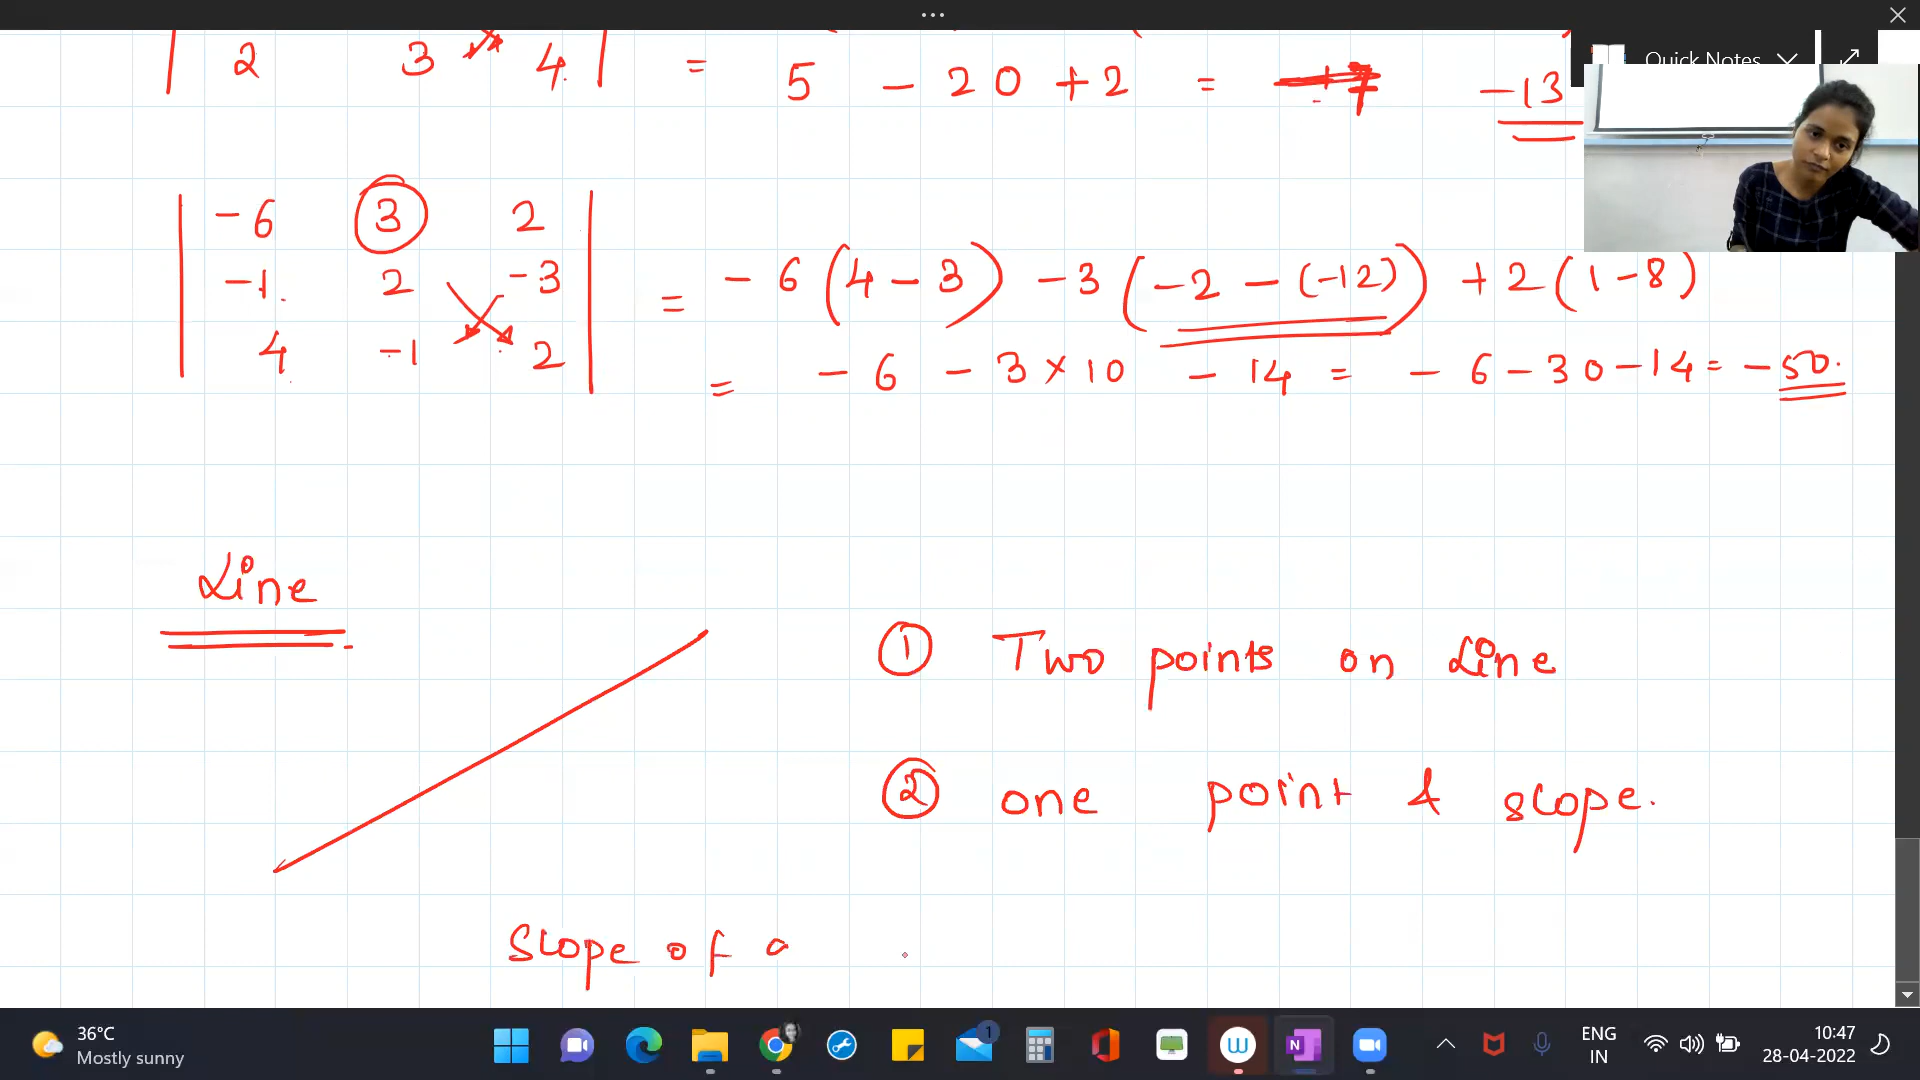 Quick Notes
2 3 4 = 5 - 20 + 2 = -13
-6 3 2
-1 2 -3 = -6 (4 - 3) - 3 (-2 - (-12)) + 2 (1 - 8)
4 -1 2
= -6 - 3 × 10 - 14 = -6 - 30 - 14 = -50.
Line
① Two points on Line
② one point & slope.
Slope of a
36°C
Mostly sunny
1
ENG
IN
10:47
28-04-2022